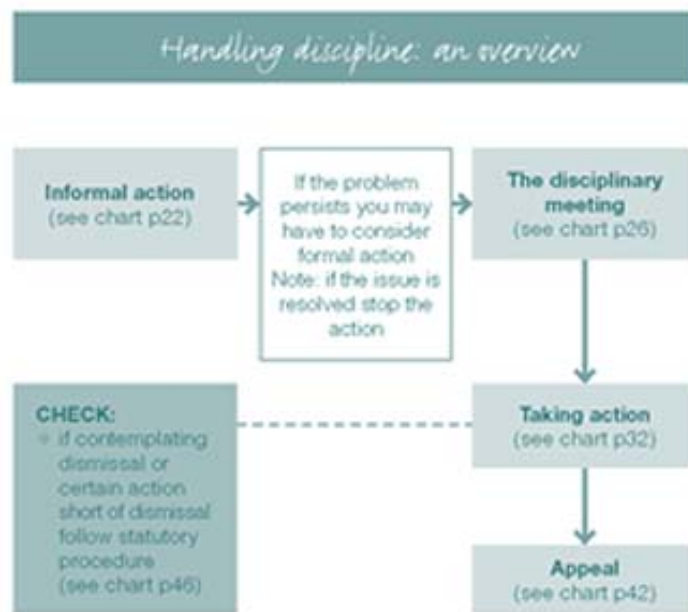 Handling discipline: an overview
Informal action
(see chart p22)
If the problem
persists you may
have to consider
formal action
Note: if the issue is
resolved stop the
action
The disciplinary
meeting
(see chart p26)
CHECK:
if contemplating
dismissal or
certain action
short of dismissal
follow statutory
procedure
(see chart p46)
Taking action
(see chart p32)
Appeal
(see chart p42)